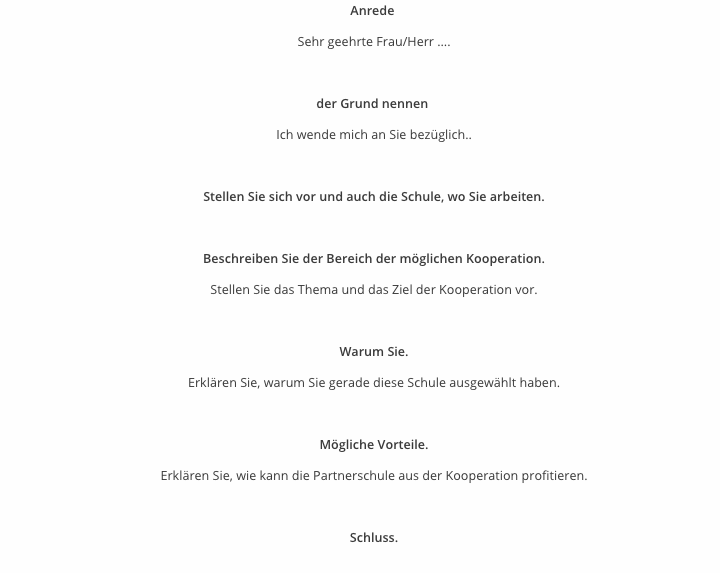 Anrede
Sehr geehrte Frau/Herr ....
der Grund nennen
Ich wende mich an Sie bezüglich..
Stellen Sie sich vor und auch die Schule, wo Sie arbeiten.
Beschreiben Sie der Bereich der möglichen Kooperation.
Stellen Sie das Thema und das Ziel der Kooperation vor.
Warum Sie.
Erklären Sie, warum Sie gerade diese Schule ausgewählt haben.
Mögliche Vorteile.
Erklären Sie, wie kann die Partnerschule aus der Kooperation profitieren.
Schluss.